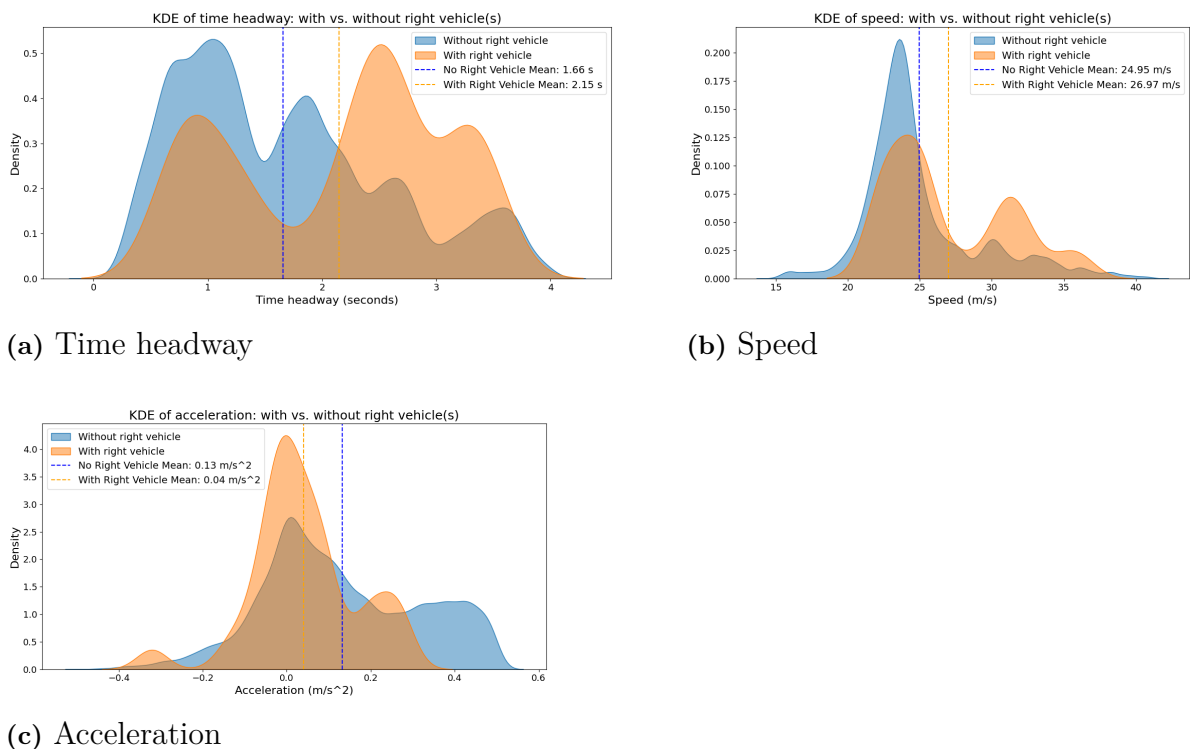 KDE of time headway: with vs. without right vehicle(s)
Without right vehicle
With right vehicle
No Right Vehicle Mean: 1.66 s
With Right Vehicle Mean: 2.15 s
0.5
0.4
0.3
0.2
0.1
0.0
Density
0 1 2 3 4
Time headway (seconds)
(a) Time headway
KDE of speed: with vs. without right vehicle(s)
Without right vehicle
With right vehicle
No Right Vehicle Mean: 24.95 m/s
With Right Vehicle Mean: 26.97 m/s
0.200
0.175
0.150
0.125
0.100
0.075
0.050
0.025
0.000
Density
15 20 25 30 35 40
Speed (m/s)
(b) Speed
KDE of acceleration: with vs. without right vehicle(s)
Without right vehicle
With right vehicle
No Right Vehicle Mean: 0.13 m/s^2
With Right Vehicle Mean: 0.04 m/s^2
4.0
3.5
3.0
2.5
2.0
1.5
1.0
0.5
0.0
Density
−0.4 −0.2 0.0 0.2 0.4 0.6
Acceleration (m/s^2)
(c) Acceleration